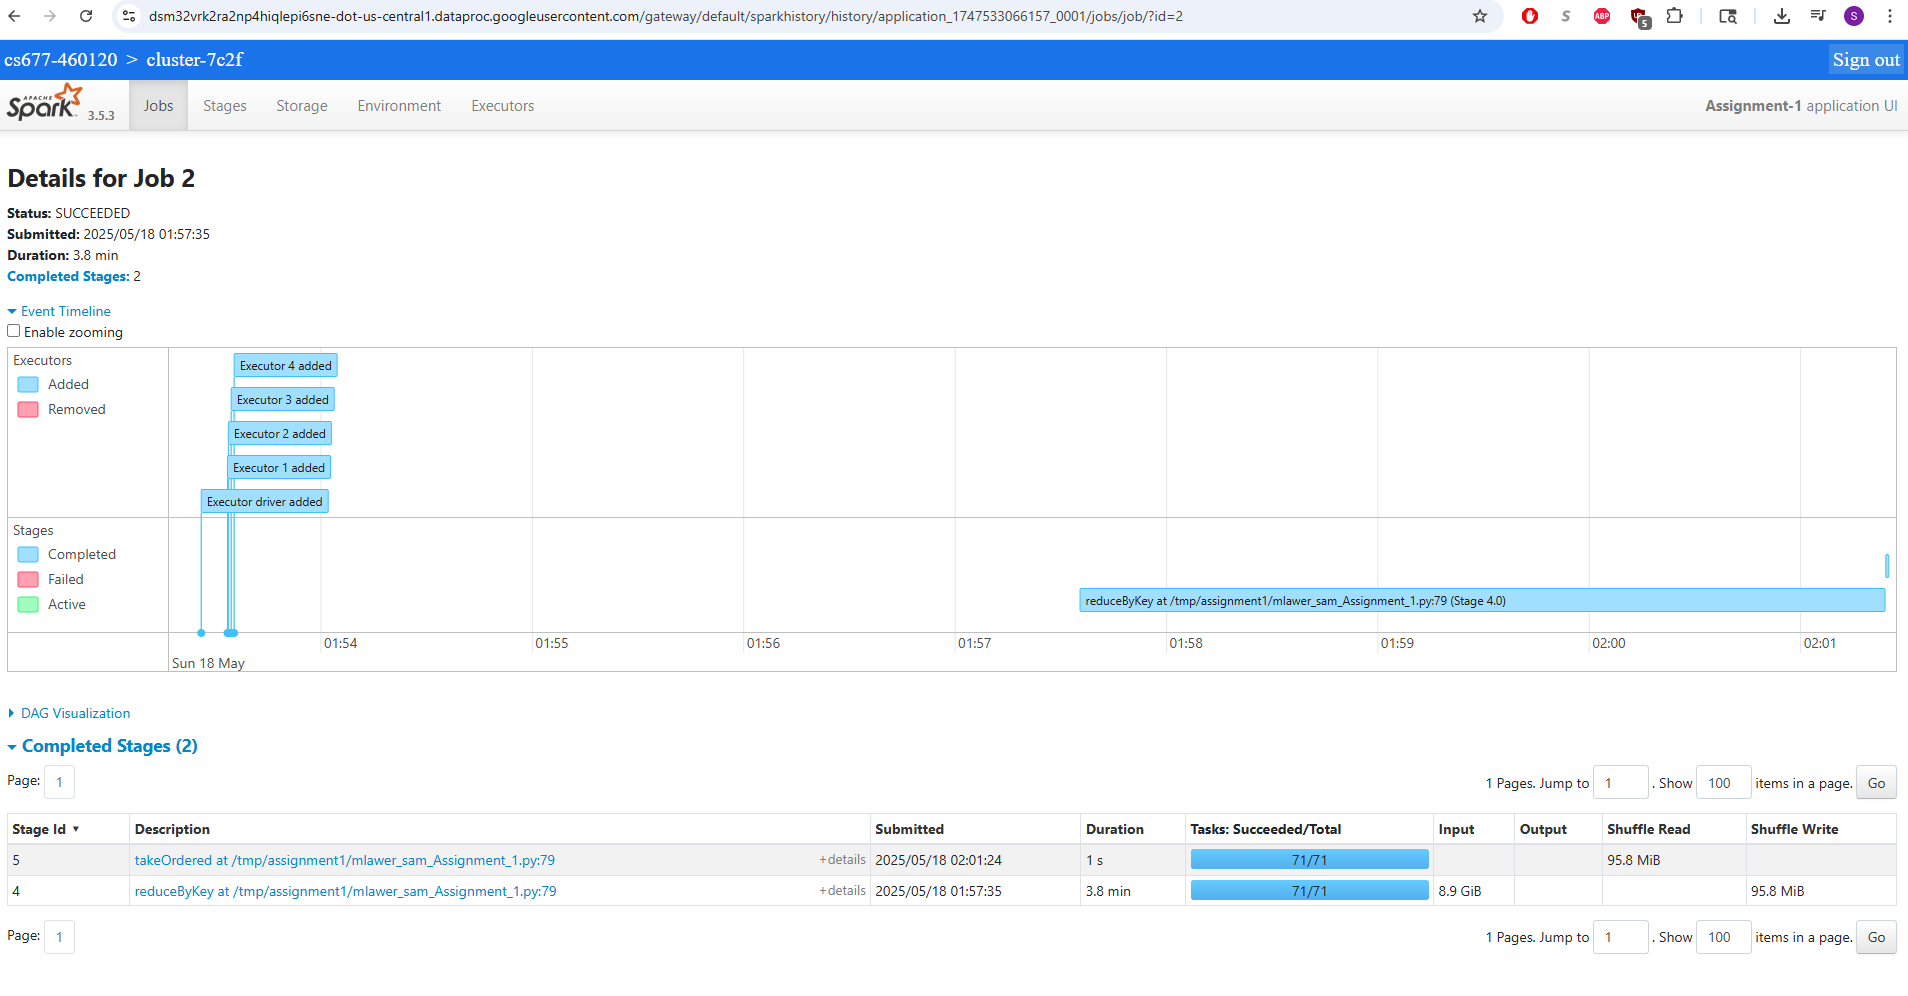 dsm32vrk2ra2np4hiqlepi6sne-dot-us-central1.dataproc.googleusercontent.com/gateway/default/sparkhistory/history/application_1747533066157_0001/jobs/job/?id=2
S ABP 5 S
cs677-460120 > cluster-7c2f Sign out
APACHE Spark 3.5.3 Jobs Stages Storage Environment Executors Assignment-1 application UI
Details for Job 2
Status: SUCCEEDED
Submitted: 2025/05/18 01:57:35
Duration: 3.8 min
Completed Stages: 2
Event Timeline
Enable zooming
Executors
Added
Removed
Executor 4 added
Executor 3 added
Executor 2 added
Executor 1 added
Executor driver added
Stages
Completed
Failed
Active
reduceByKey at /tmp/assignment1/mlawer_sam_Assignment_1.py:79 (Stage 4.0)
01:54 01:55 01:56 01:57 01:58 01:59 02:00 02:01
Sun 18 May
DAG Visualization
Completed Stages (2)
Page: 1 1 Pages. Jump to 1 . Show 100 items in a page. Go
Stage Id ▾ Description Submitted Duration Tasks: Succeeded/Total Input Output Shuffle Read Shuffle Write
5 takeOrdered at /tmp/assignment1/mlawer_sam_Assignment_1.py:79 +details 2025/05/18 02:01:24 1 s 71/71 95.8 MiB
4 reduceByKey at /tmp/assignment1/mlawer_sam_Assignment_1.py:79 +details 2025/05/18 01:57:35 3.8 min 71/71 8.9 GiB 95.8 MiB
Page: 1 1 Pages. Jump to 1 . Show 100 items in a page. Go